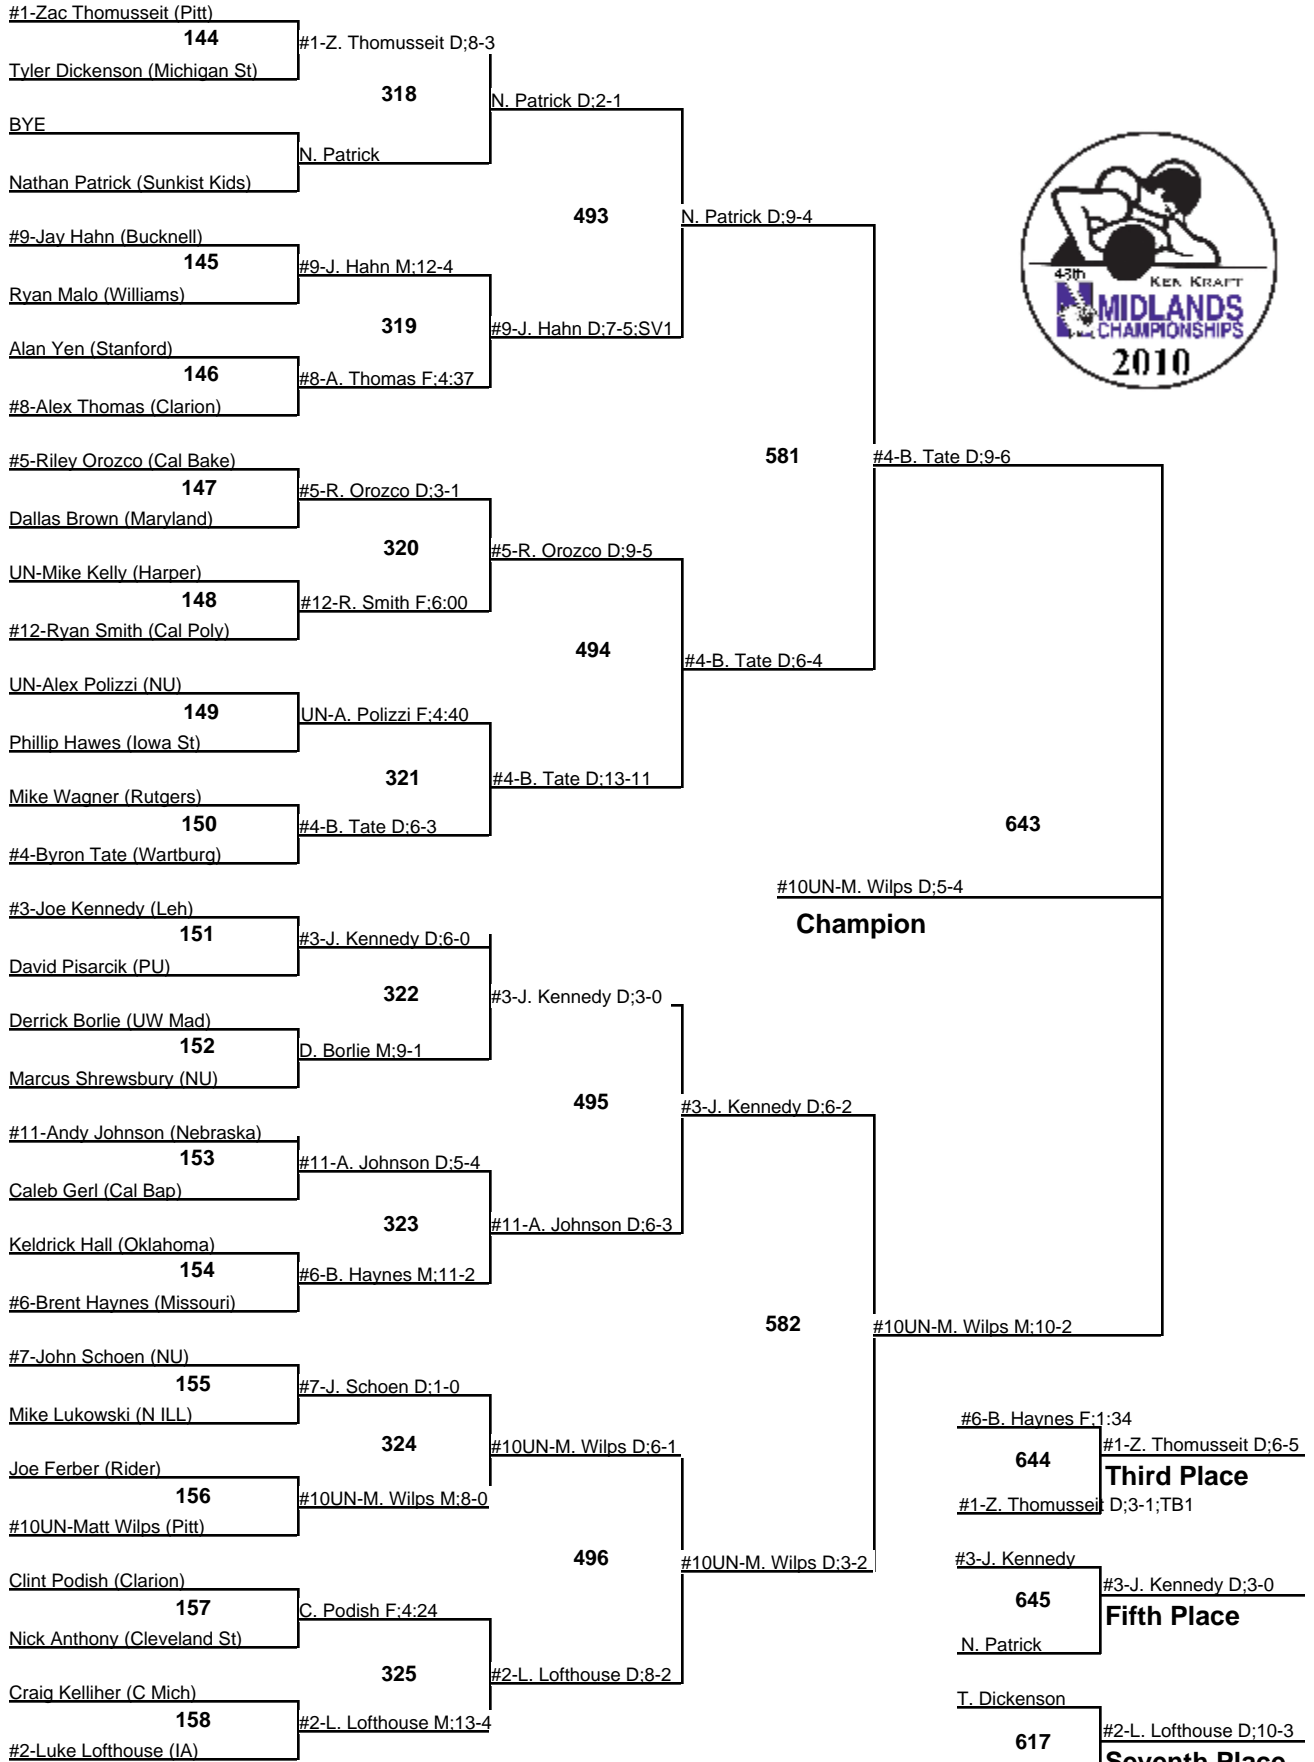 #1-Zac Thomusseit (Pitt)
144
Tyler Dickenson (Michigan St)
#1-Z. Thomusseit D;8-3
318
BYE
N. Patrick
Nathan Patrick (Sunkist Kids)
N. Patrick D;2-1
493
#9-Jay Hahn (Bucknell)
145
Ryan Malo (Williams)
#9-J. Hahn M;12-4
319
Alan Yen (Stanford)
146
#8-Alex Thomas (Clarion)
#8-A. Thomas F;4:37
#9-J. Hahn D;7-5;SV1
N. Patrick D;9-4
581
#5-Riley Orozco (Cal Bake)
147
Dallas Brown (Maryland)
#5-R. Orozco D;3-1
320
UN-Mike Kelly (Harper)
148
#12-Ryan Smith (Cal Poly)
#12-R. Smith F;6:00
#5-R. Orozco D;9-5
494
UN-Alex Polizzi (NU)
149
Phillip Hawes (Iowa St)
UN-A. Polizzi F;4:40
321
Mike Wagner (Rutgers)
150
#4-Byron Tate (Wartburg)
#4-B. Tate D;6-3
#4-B. Tate D;13-11
#4-B. Tate D;6-4
#4-B. Tate D;9-6
643
#10UN-M. Wilps D;5-4
Champion
#3-Joe Kennedy (Leh)
151
David Pisarcik (PU)
#3-J. Kennedy D;6-0
322
Derrick Borlie (UW Mad)
152
Marcus Shrewsbury (NU)
D. Borlie M;9-1
#3-J. Kennedy D;3-0
495
#11-Andy Johnson (Nebraska)
153
Caleb Gerl (Cal Bap)
#11-A. Johnson D;5-4
323
Keldrick Hall (Oklahoma)
154
#6-Brent Haynes (Missouri)
#6-B. Haynes M;11-2
#11-A. Johnson D;6-3
#3-J. Kennedy D;6-2
582
#7-John Schoen (NU)
155
Mike Lukowski (N ILL)
#7-J. Schoen D;1-0
324
Joe Ferber (Rider)
156
#10UN-Matt Wilps (Pitt)
#10UN-M. Wilps M;8-0
#10UN-M. Wilps D;6-1
496
Clint Podish (Clarion)
157
Nick Anthony (Cleveland St)
C. Podish F;4:24
325
Craig Kelliher (C Mich)
158
#2-Luke Lofthouse (IA)
#2-L. Lofthouse M;13-4
#2-L. Lofthouse D;8-2
#10UN-M. Wilps D;3-2
#10UN-M. Wilps M;10-2
48th
KEN KRAFT
N MIDLANDS
CHAMPIONSHIPS
2010
#6-B. Haynes F;1:34
644
#1-Z. Thomusseit D;3-1;TB1
#1-Z. Thomusseit D;6-5
Third Place
#3-J. Kennedy
645
N. Patrick
#3-J. Kennedy D;3-0
Fifth Place
T. Dickenson
617
#2-L. Lofthouse D;10-3
Seventh Place